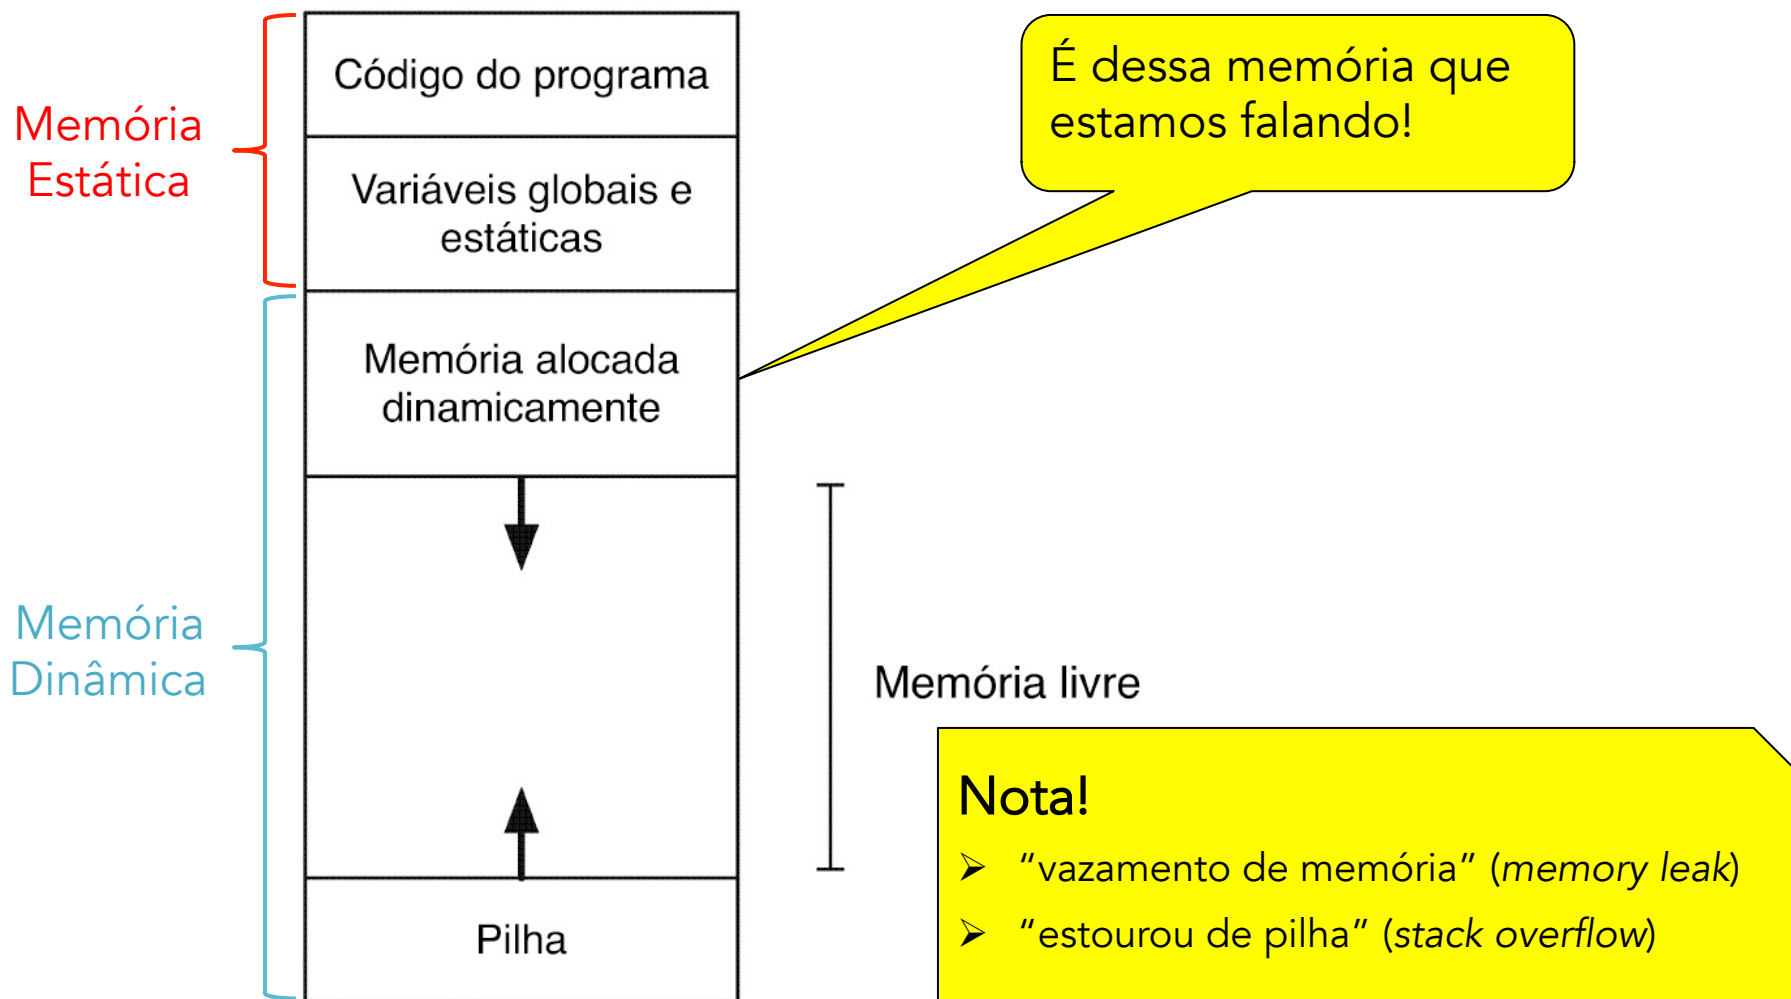 Código do programa
Memória
Estática
Variáveis globais e
estáticas
É dessa memória que
estamos falando!
Memória alocada
dinamicamente
Memória
Dinâmica
Memória livre
Pilha
Nota!
➢ “vazamento de memória” (memory leak)
➢ “estourou de pilha” (stack overflow)